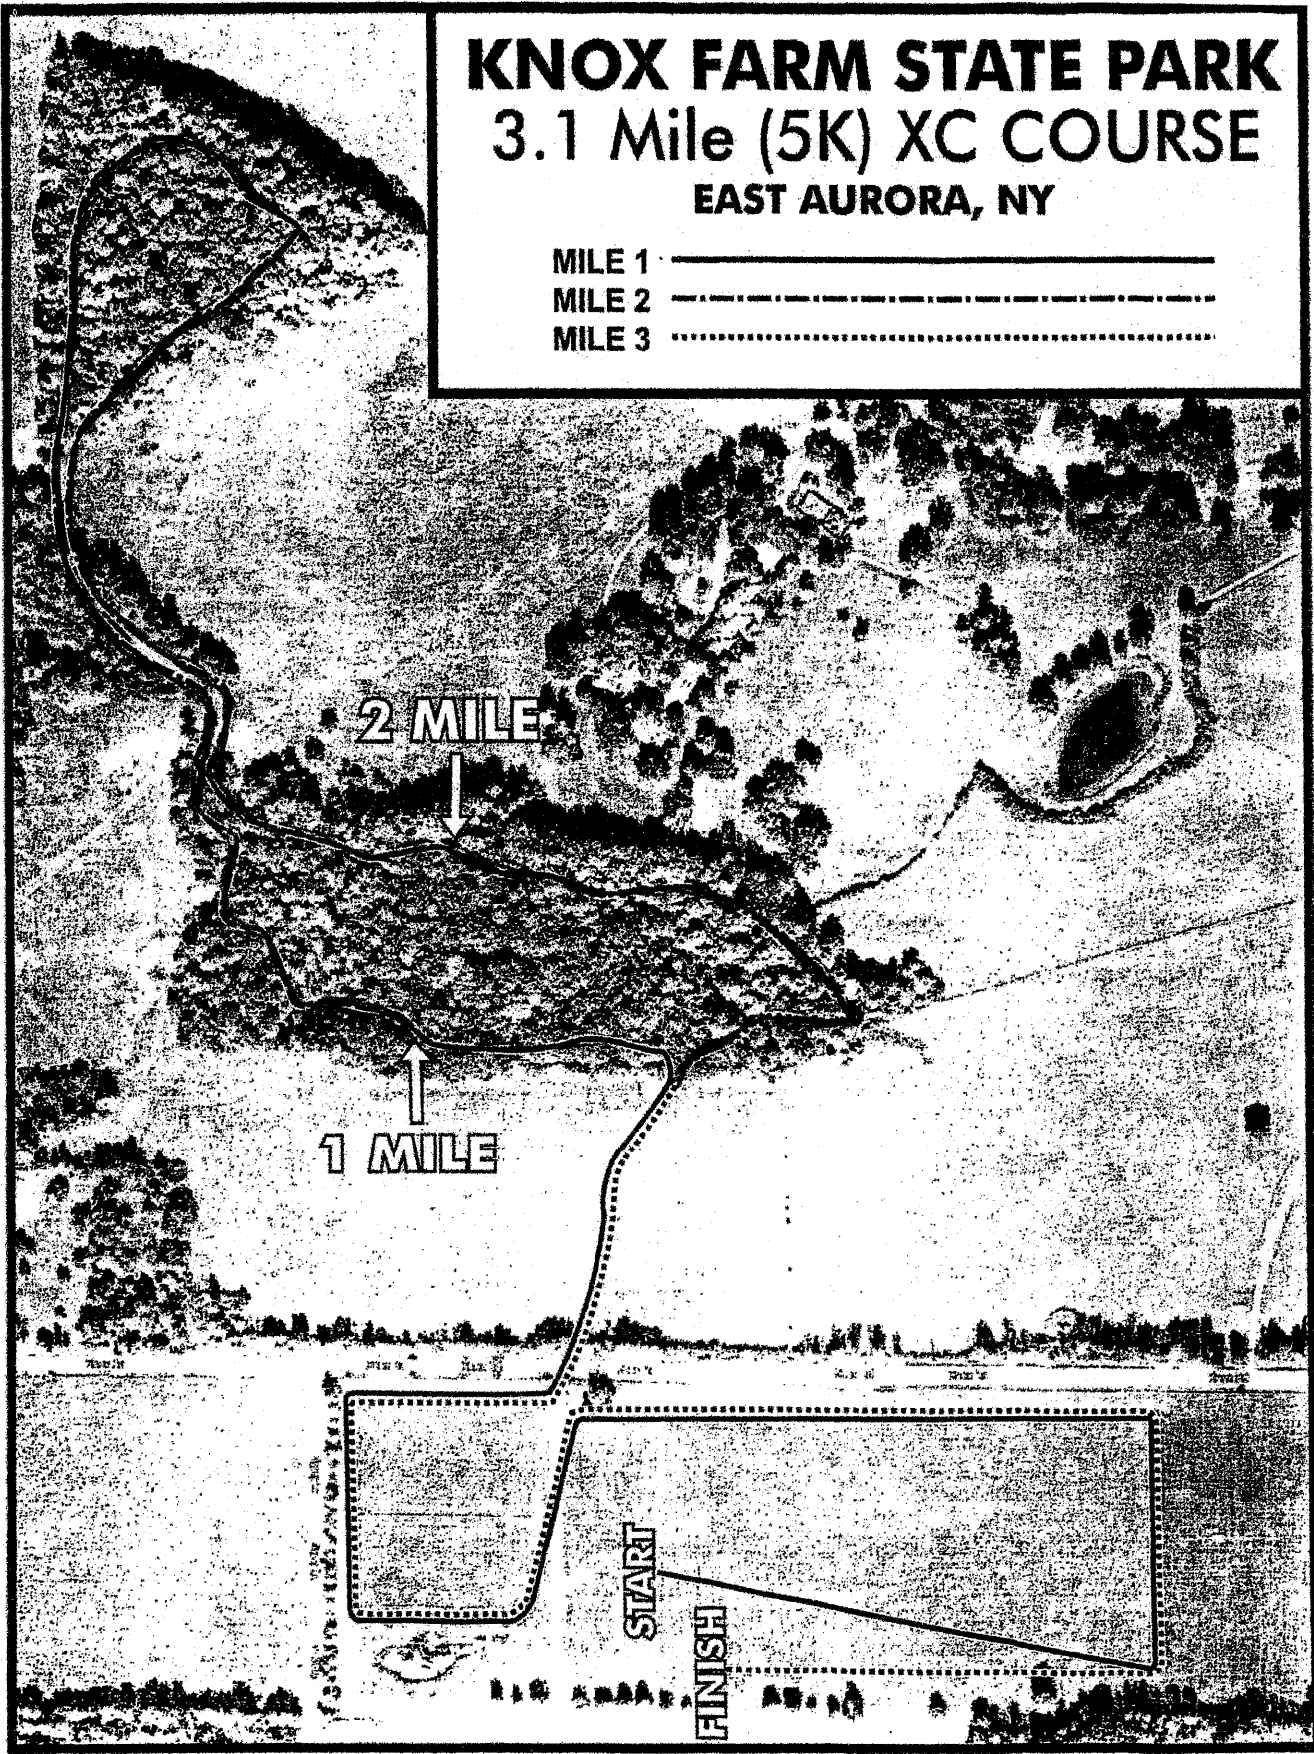 KNOX FARM STATE PARK
3.1 Mile (5K) XC COURSE
EAST AURORA, NY
MILE 1
MILE 2
MILE 3
2 MILE
1 MILE
START
FINISH